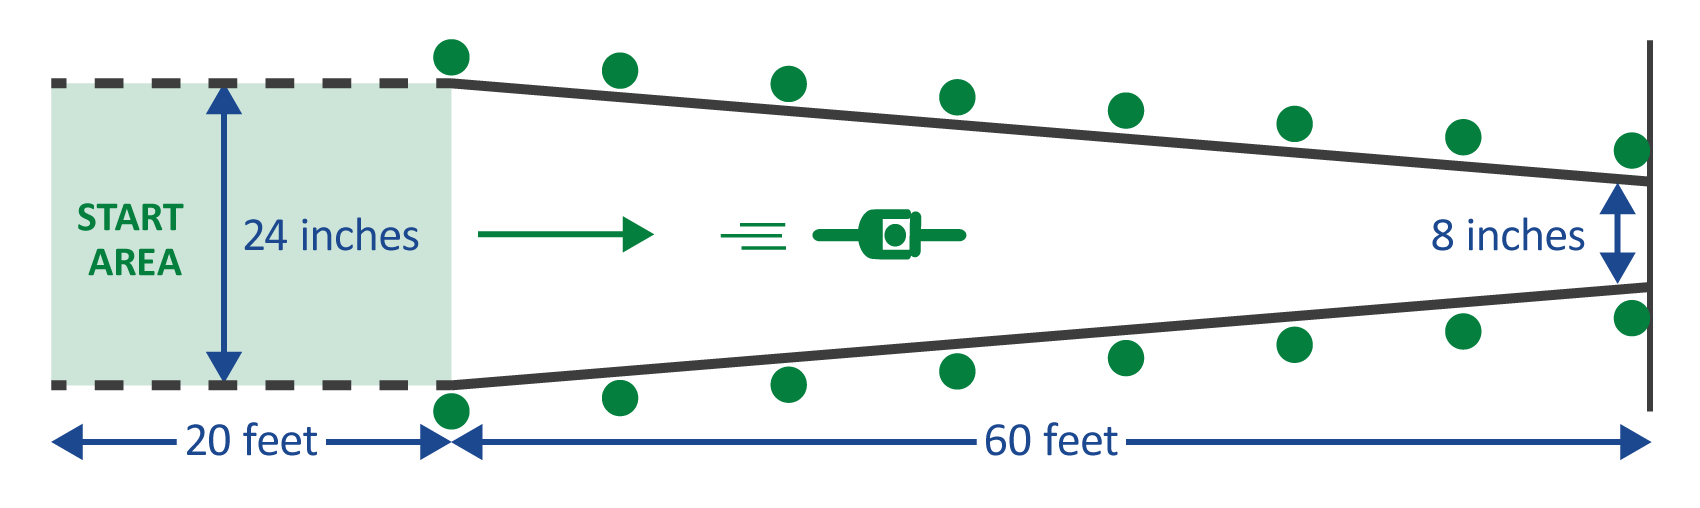 START
AREA
24 inches
8 inches
20 feet
60 feet